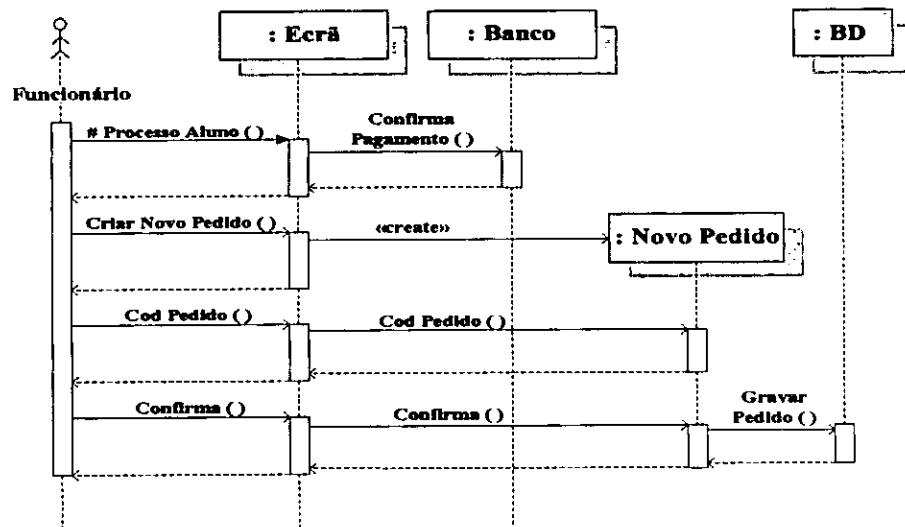 : Ecrã
: Banco
: BD
Funcionário
# Processo Aluno ( )
Confirma
Pagamento ( )
Criar Novo Pedido ( )
«create»
: Novo Pedido
Cod Pedido ( )
Cod Pedido ( )
Confirma ( )
Confirma ( )
Gravar
Pedido ( )